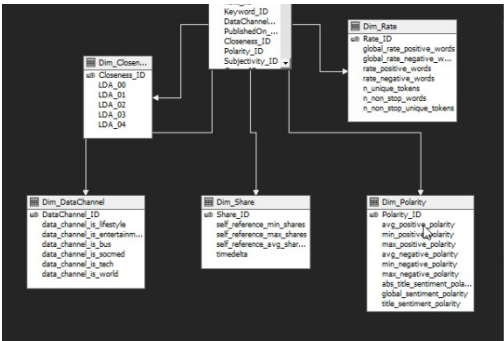 Keyword_ID
DataChannel...
PublishedOn_...
Closeness_ID
Polarity_ID
Subjectivity_ID
Dim_Rate
Rate_ID
global_rate_positive_words
global_rate_negative_w...
rate_positive_words
rate_negative_words
n_unique_tokens
n_non_stop_words
n_non_stop_unique_tokens
Dim_Closen...
Closeness_ID
LDA_00
LDA_01
LDA_02
LDA_03
LDA_04
Dim_DataChannel
DataChannel_ID
data_channel_is_lifestyle
data_channel_is_entertainm...
data_channel_is_bus
data_channel_is_socmed
data_channel_is_tech
data_channel_is_world
Dim_Share
Share_ID
self_reference_min_shares
self_reference_max_shares
self_reference_avg_shar...
timedelta
Dim_Polarity
Polarity_ID
avg_positive_polarity
min_positive_polarity
max_positive_polarity
avg_negative_polarity
min_negative_polarity
max_negative_polarity
abs_title_sentiment_pola...
global_sentiment_polarity
title_sentiment_polarity